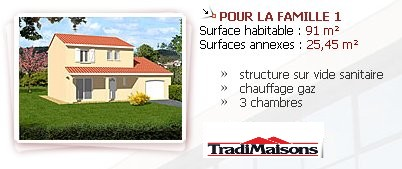 POUR LA FAMILLE 1
Surface habitable : 91 m²
Surfaces annexes : 25,45 m²
» structure sur vide sanitaire
» chauffage gaz
» 3 chambres
TradiMaisons